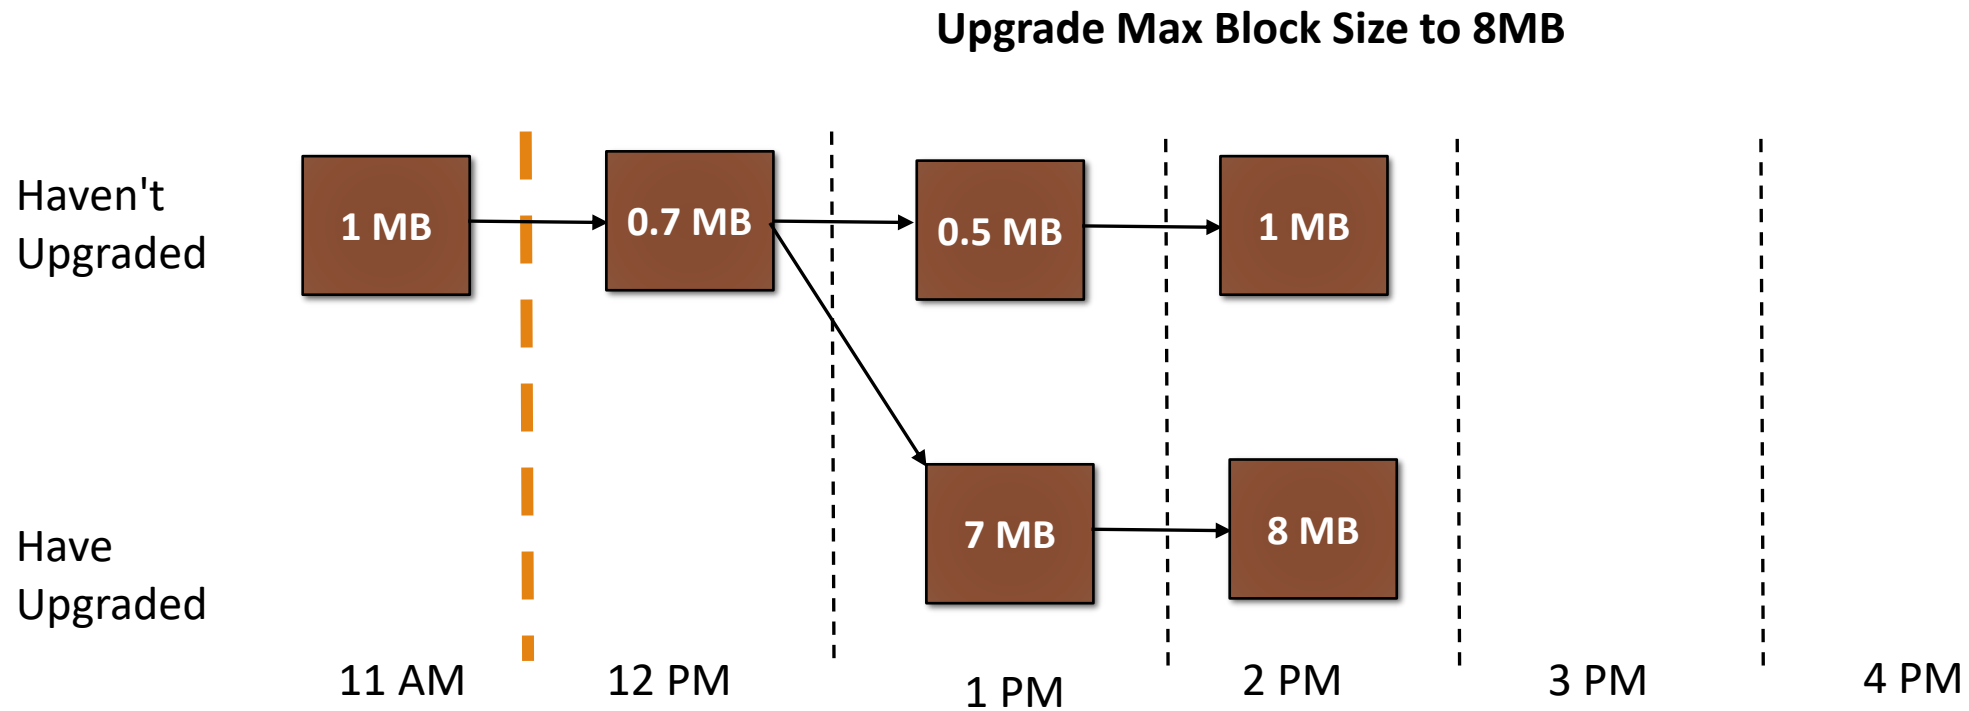 Upgrade Max Block Size to 8MB
Haven't
Upgraded
1 MB
0.7 MB
0.5 MB
1 MB
Have
Upgraded
7 MB
8 MB
11 AM
12 PM
1 PM
2 PM
3 PM
4 PM